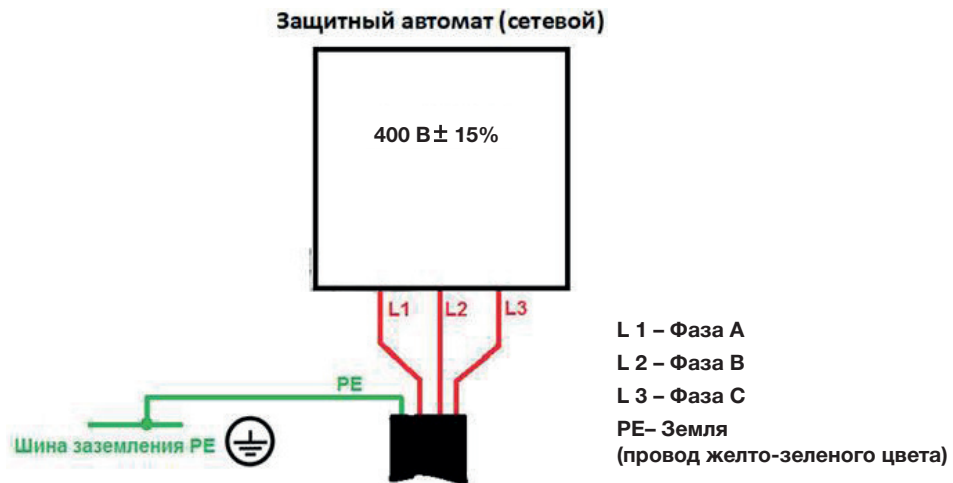 Защитный автомат (сетевой)
400 В ± 15%
L1
L2
L3
PE
Шина заземления PE
L 1 – Фаза А
L 2 – Фаза В
L 3 – Фаза С
PE– Земля
(провод желто-зеленого цвета)